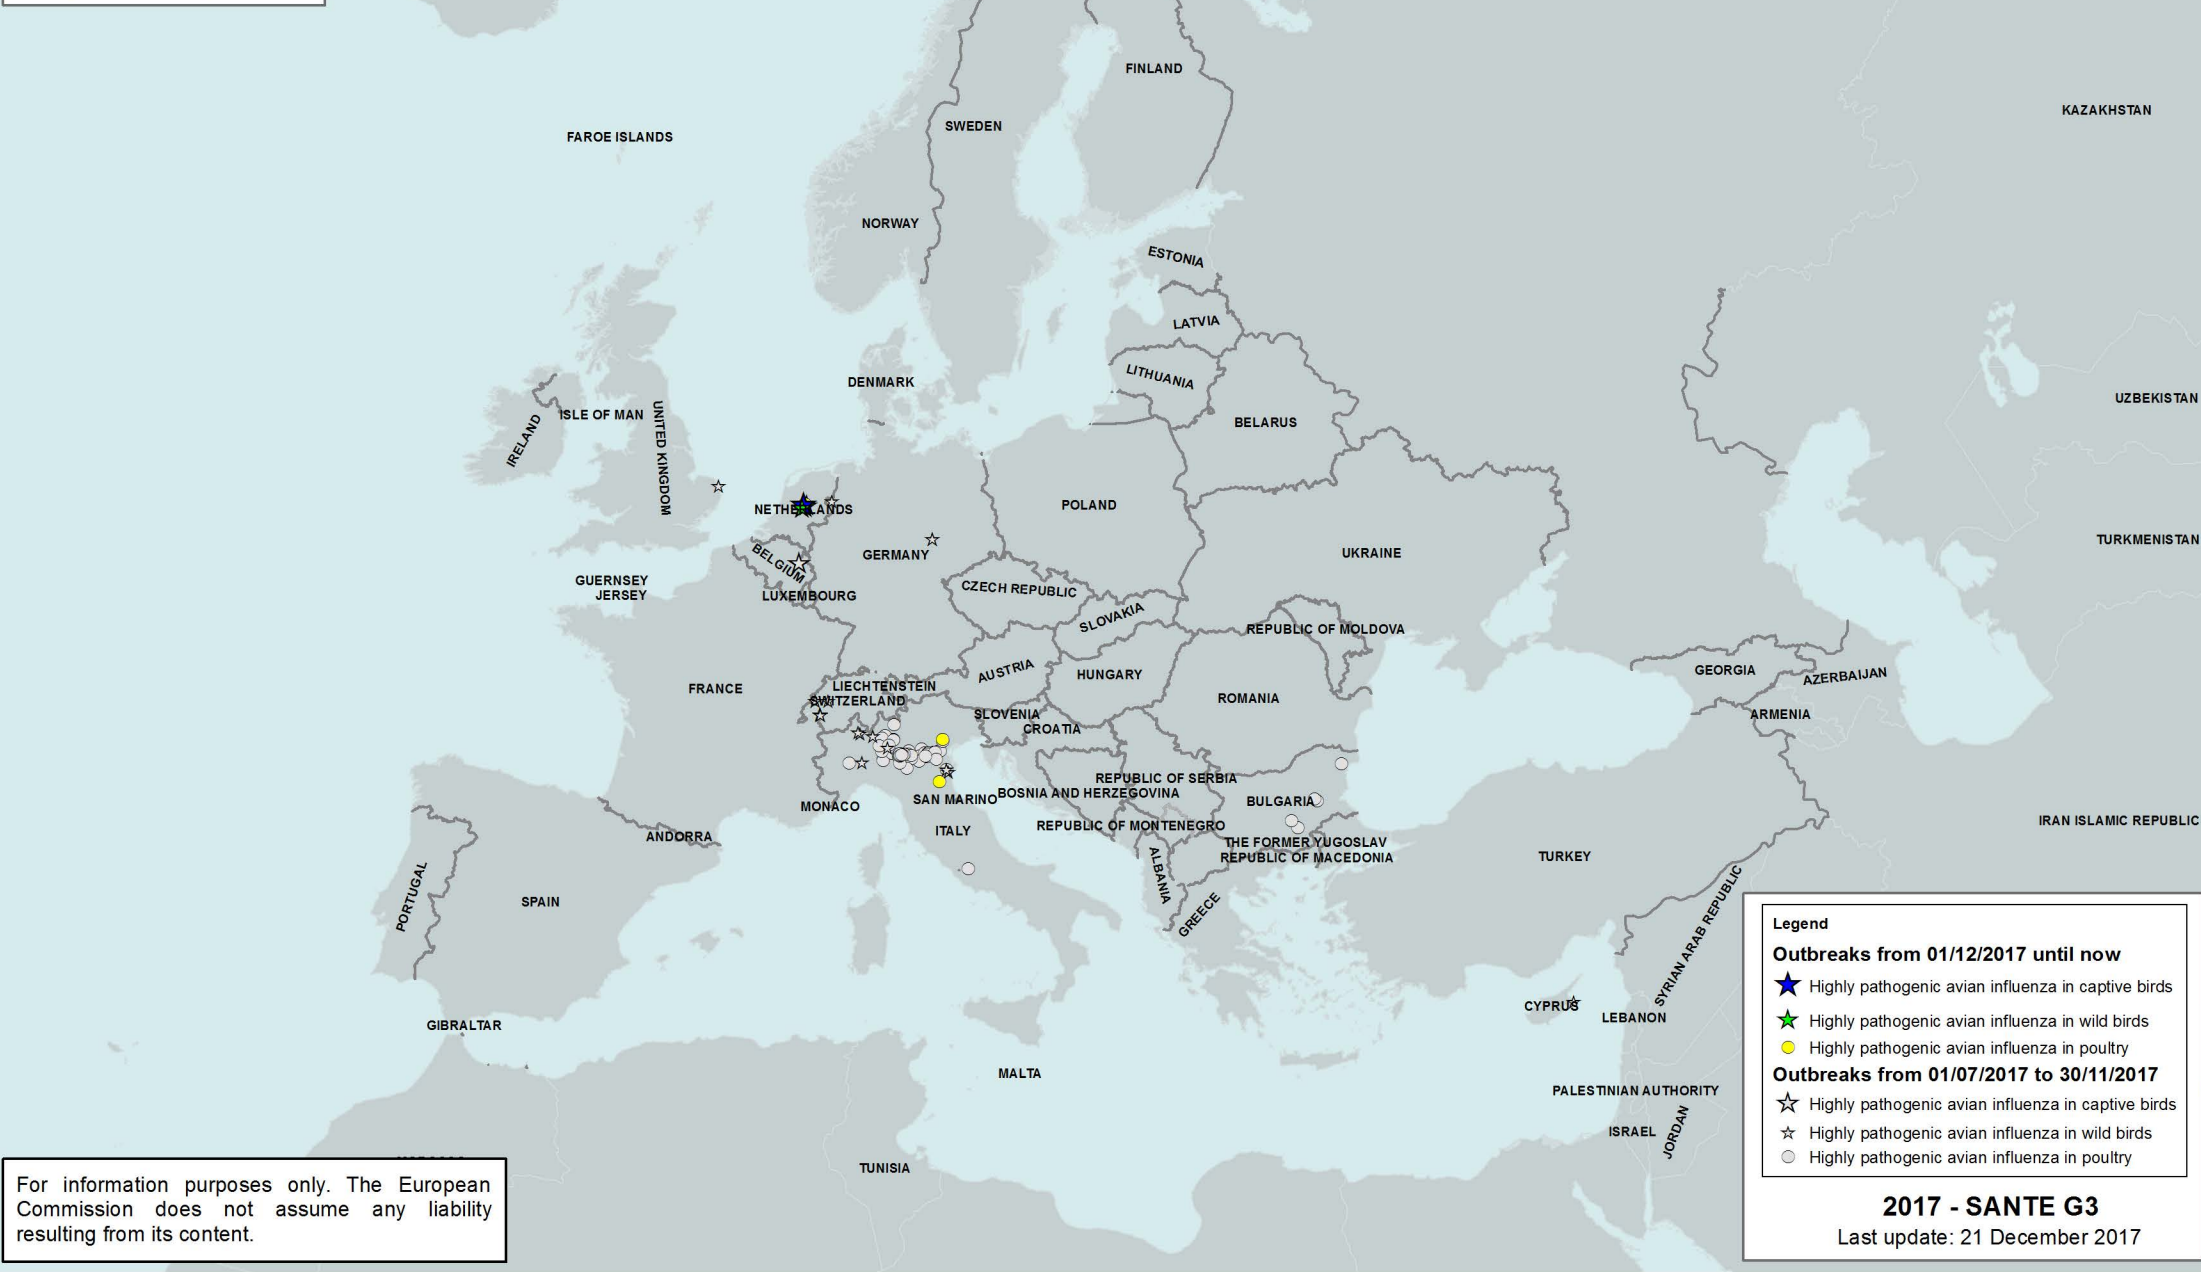 FINLAND
KAZAKHSTAN
SWEDEN
FAROE ISLANDS
NORWAY
ESTONIA
LATVIA
LITHUANIA
DENMARK
UZBEKISTAN
ISLE OF MAN
IRELAND
UNITED KINGDOM
BELARUS
NETHERLANDS
POLAND
TURKMENISTAN
GERMANY
UKRAINE
BELGIUM
GUERNSEY
JERSEY
LUXEMBOURG
CZECH REPUBLIC
SLOVAKIA
REPUBLIC OF MOLDOVA
AUSTRIA
HUNGARY
GEORGIA
AZERBAIJAN
FRANCE
LIECHTENSTEIN
SWITZERLAND
ROMANIA
SLOVENIA
CROATIA
ARMENIA
REPUBLIC OF SERBIA
BOSNIA AND HERZEGOVINA
SAN MARINO
MONACO
BULGARIA
ITALY
REPUBLIC OF MONTENEGRO
IRAN ISLAMIC REPUBLIC
ANDORRA
THE FORMER YUGOSLAV
REPUBLIC OF MACEDONIA
TURKEY
ALBANIA
PORTUGAL
SPAIN
GREECE
SYRIAN ARAB REPUBLIC
CYPRUS
LEBANON
GIBRALTAR
MALTA
PALESTINIAN AUTHORITY
ISRAEL
JORDAN
TUNISIA
Legend
Outbreaks from 01/12/2017 until now
Highly pathogenic avian influenza in captive birds
Highly pathogenic avian influenza in wild birds
Highly pathogenic avian influenza in poultry
Outbreaks from 01/07/2017 to 30/11/2017
Highly pathogenic avian influenza in captive birds
Highly pathogenic avian influenza in wild birds
Highly pathogenic avian influenza in poultry
2017 - SANTE G3
Last update: 21 December 2017
For information purposes only. The European
Commission does not assume any liability
resulting from its content.